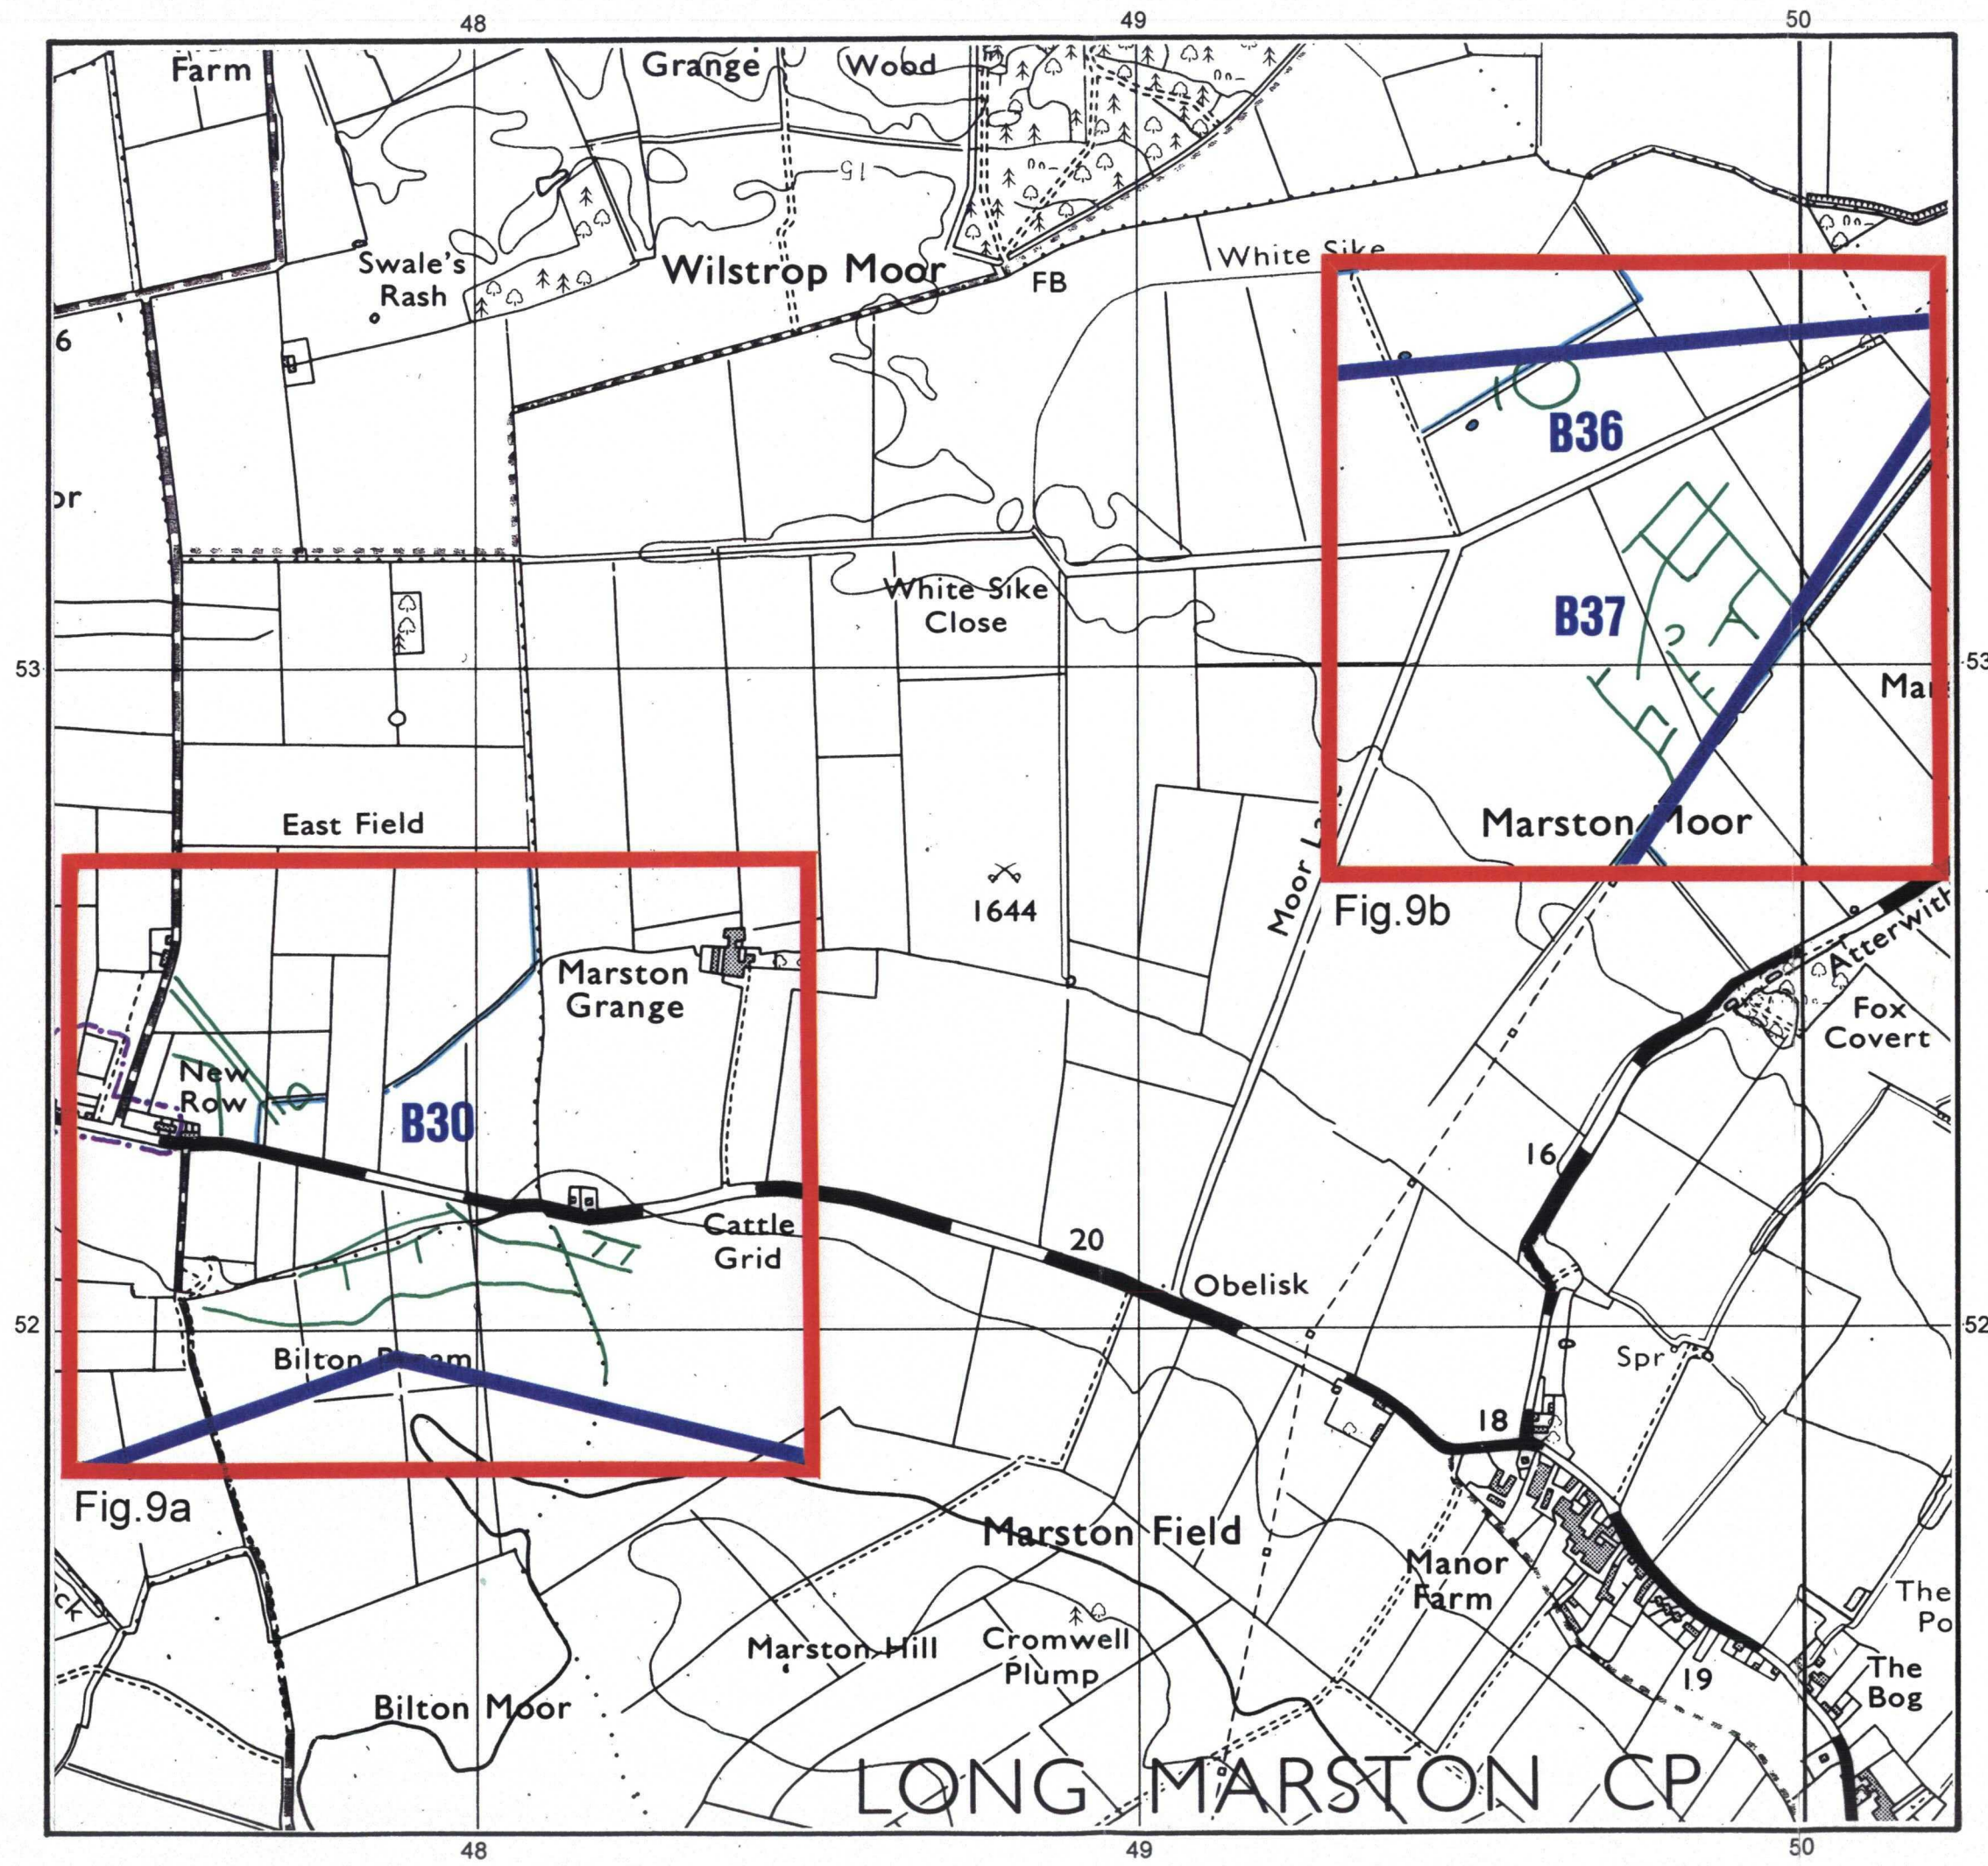 48
49
50
Farm
Grange
Wood
15
Swale's
Rash
Wilstrop Moor
FB
White Sike
6
or
B36
White Sike
Close
B37
53
53
Mar
East Field
Marston Moor
1644
Moor La
Fig.9b
Atterwith
Marston
Grange
Fox
Covert
New
Row
B30
16
Cattle
Grid
20
Obelisk
52
52
Bilton
Spr
18
Fig.9a
Marston Field
Manor
Farm
The
Po
ck
Marston Hill
Cromwell
Plump
19
The
Bog
Bilton Moor
LONG MARSTON CP
48
49
50